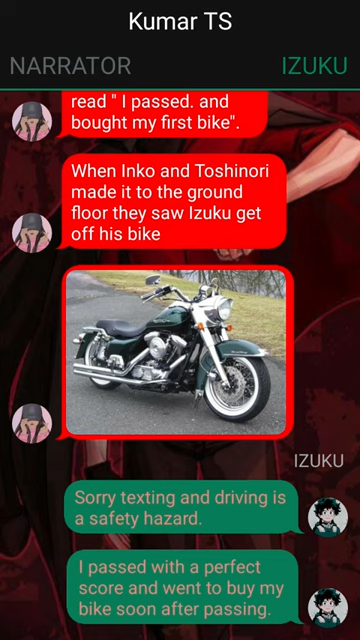 Kumar TS
NARRATOR
IZUKU
read " I passed. and
bought my first bike".
When Inko and Toshinori
made it to the ground
floor they saw Izuku get
off his bike
IZUKU
Sorry texting and driving is
a safety hazard.
I passed with a perfect
score and went to buy my
bike soon after passing.